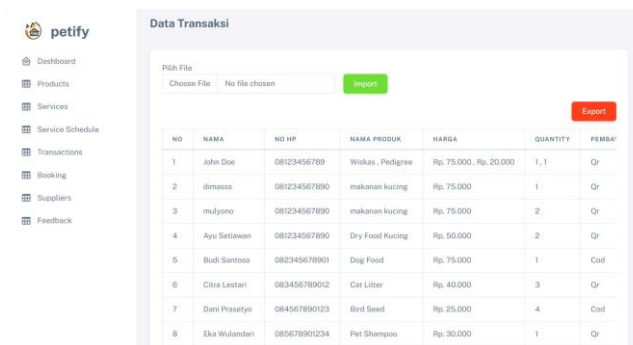 petify
Dashboard
Products
Services
Service Schedule
Transactions
Booking
Suppliers
Feedback
Data Transaksi
Pilih File
Choose File No file chosen
Import
Export
NO NAMA NO HP NAMA PRODUK HARGA QUANTITY PEMBA
1 John Doe 08123456789 Wiskas , Pedigree Rp. 75.000 , Rp. 20.000 1 , 1 Qr
2 dimasss 081234567890 makanan kucing Rp. 75.000 1 Qr
3 mulyono 081234567890 makanan kucing Rp. 75.000 2 Qr
4 Ayu Setiawan 081234567890 Dry Food Kucing Rp. 50.000 2 Qr
5 Budi Santoso 082345678901 Dog Food Rp. 75.000 1 Cod
6 Citra Lestari 083456789012 Cat Litter Rp. 40.000 3 Qr
7 Dani Prasetyo 084567890123 Bird Seed Rp. 25.000 4 Cod
8 Eka Wulandari 085678901234 Pet Shampoo Rp. 30.000 1 Qr